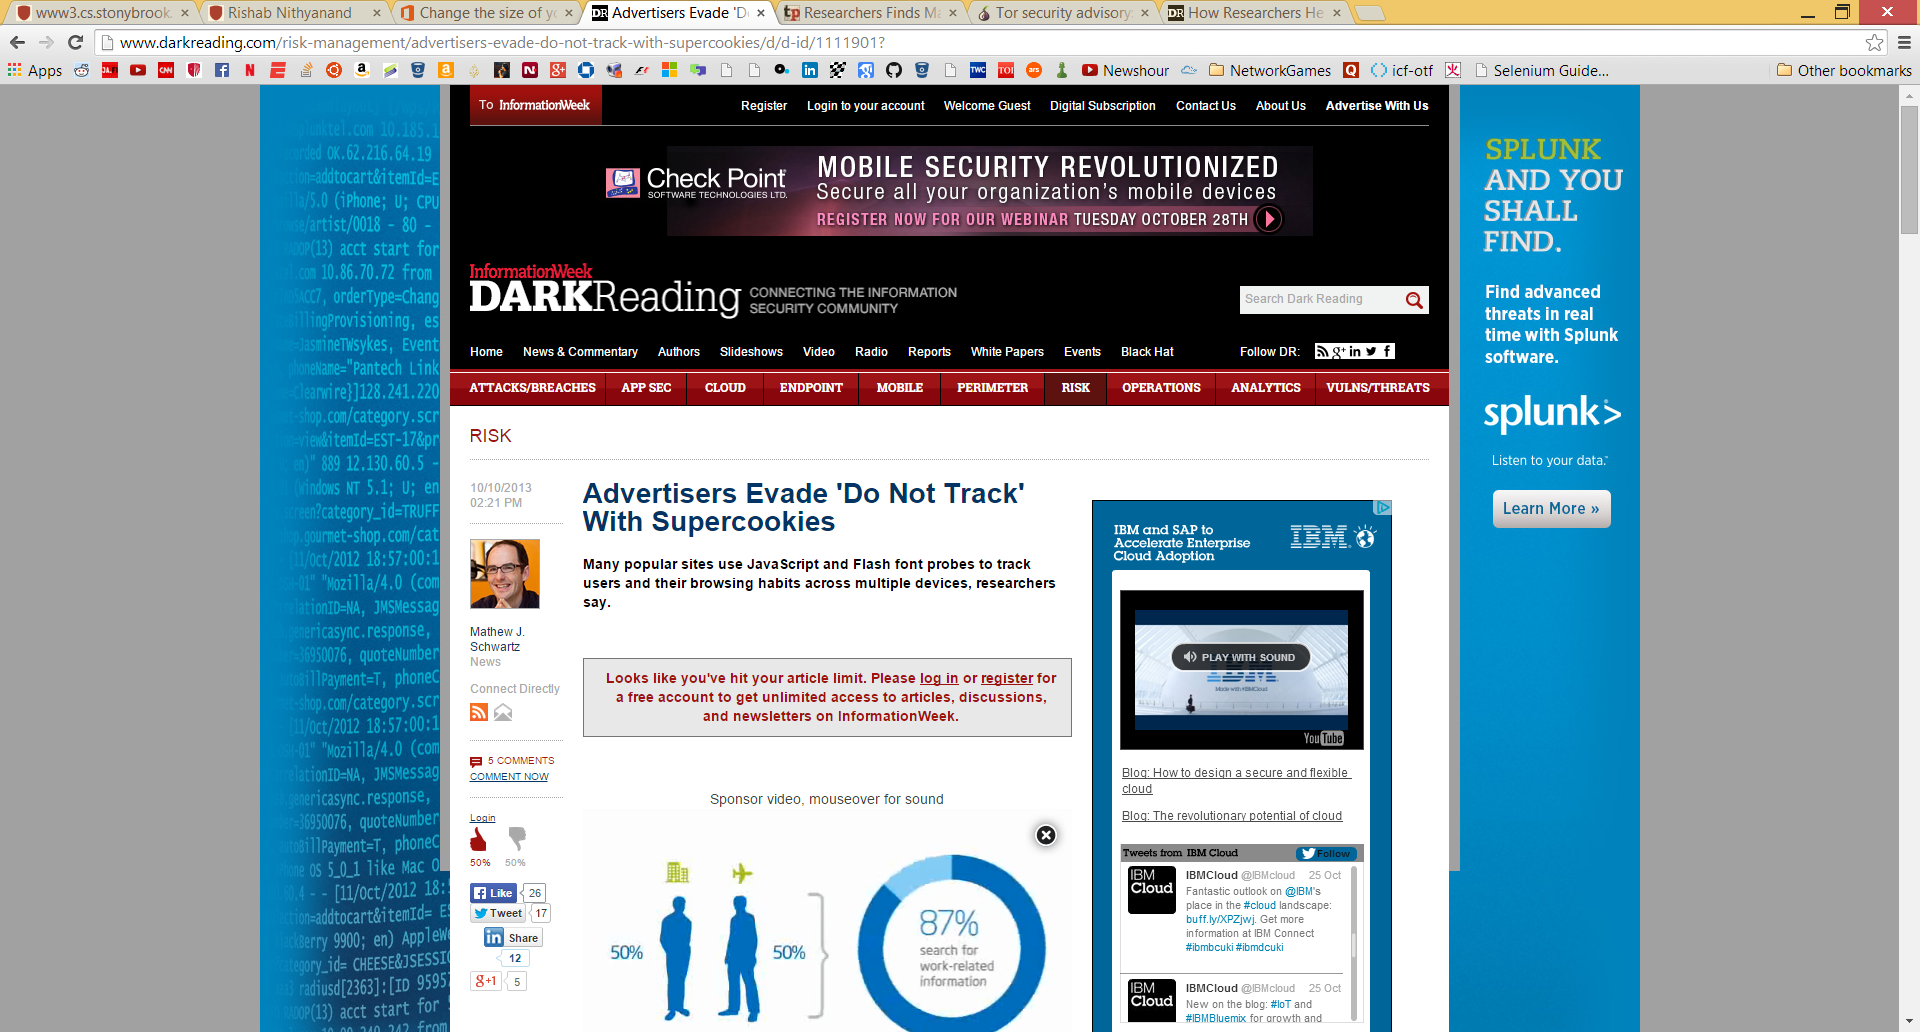 www3.cs.stonybrook.
Rishab Nithyanand
Change the size of yo
Advertisers Evade 'Do
Researchers Finds Ma
Tor security advisory:
How Researchers He
www.darkreading.com/risk-management/advertisers-evade-do-not-track-with-supercookies/d/d-id/1111901?
Apps
Newshour
NetworkGames
icf-otf
Selenium Guide...
Other bookmarks
To InformationWeek
Register
Login to your account
Welcome Guest
Digital Subscription
Contact Us
About Us
Advertise With Us
Check Point
SOFTWARE TECHNOLOGIES LTD.
MOBILE SECURITY REVOLUTIONIZED
Secure all your organization's mobile devices
REGISTER NOW FOR OUR WEBINAR TUESDAY OCTOBER 28TH
InformationWeek
DARKReading
CONNECTING THE INFORMATION
SECURITY COMMUNITY
Search Dark Reading
Home
News & Commentary
Authors
Slideshows
Video
Radio
Reports
White Papers
Events
Black Hat
Follow DR:
ATTACKS/BREACHES
APP SEC
CLOUD
ENDPOINT
MOBILE
PERIMETER
RISK
OPERATIONS
ANALYTICS
VULNS/THREATS
RISK
10/10/2013
02:21 PM
Mathew J.
Schwartz
News
Connect Directly
5 COMMENTS
COMMENT NOW
Login
50%
50%
Like
26
Tweet
17
Share
12
+1
5
Advertisers Evade 'Do Not Track'
With Supercookies
Many popular sites use JavaScript and Flash font probes to track
users and their browsing habits across multiple devices, researchers
say.
Looks like you've hit your article limit. Please log in or register for
a free account to get unlimited access to articles, discussions,
and newsletters on InformationWeek.
Sponsor video, mouseover for sound
50%
50%
87%
search for
work-related
information
IBM and SAP to
Accelerate Enterprise
Cloud Adoption
IBM
PLAY WITH SOUND
IBM
Made with #IBMCloud
YouTube
Blog: How to design a secure and flexible
cloud
Blog: The revolutionary potential of cloud
Tweets from IBM Cloud
Follow
IBM
Cloud
IBMCloud @IBMcloud 25 Oct
Fantastic outlook on @IBM's
place in the #cloud landscape:
buff.ly/XPZjwj. Get more
information at IBM Connect
#ibmbcuki #ibmdcuki
IBM
Cloud
IBMCloud @IBMcloud 25 Oct
New on the blog: #IoT and
#IBMBluemix for growth and
SPLUNK
AND YOU
SHALL
FIND.
Find advanced
threats in real
time with Splunk
software.
splunk>
Listen to your data.
Learn More »